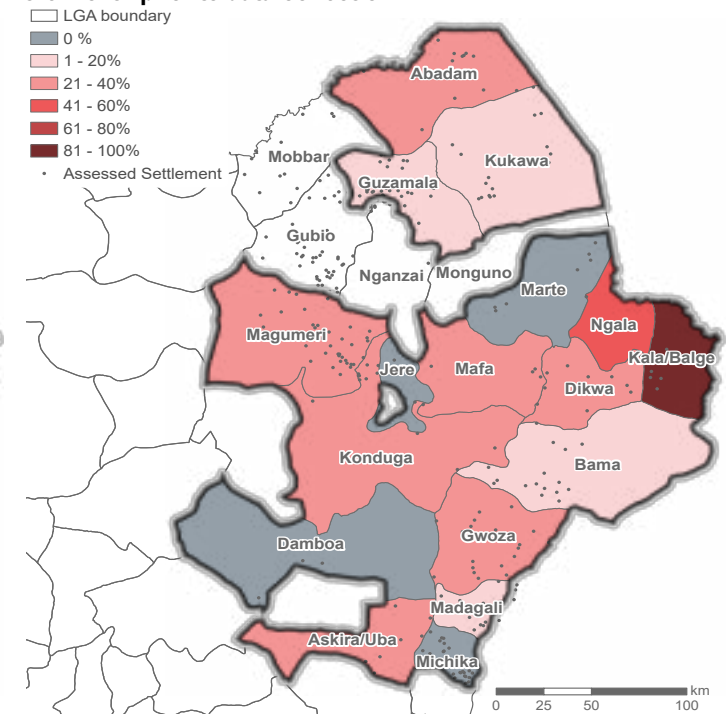 LGA boundary
0 %
1 - 20%
21 - 40%
41 - 60%
61 - 80%
81 - 100%
Assessed Settlement
Abadam
Mobbar
Kukawa
Guzamala
Gubio
Nganzai
Monguno
Marte
Ngala
Magumeri
Kala/Balge
Jere
Mafa
Dikwa
Konduga
Bama
Damboa
Gwoza
Madagali
Askira/Uba
Michika
km
0 25 50 100